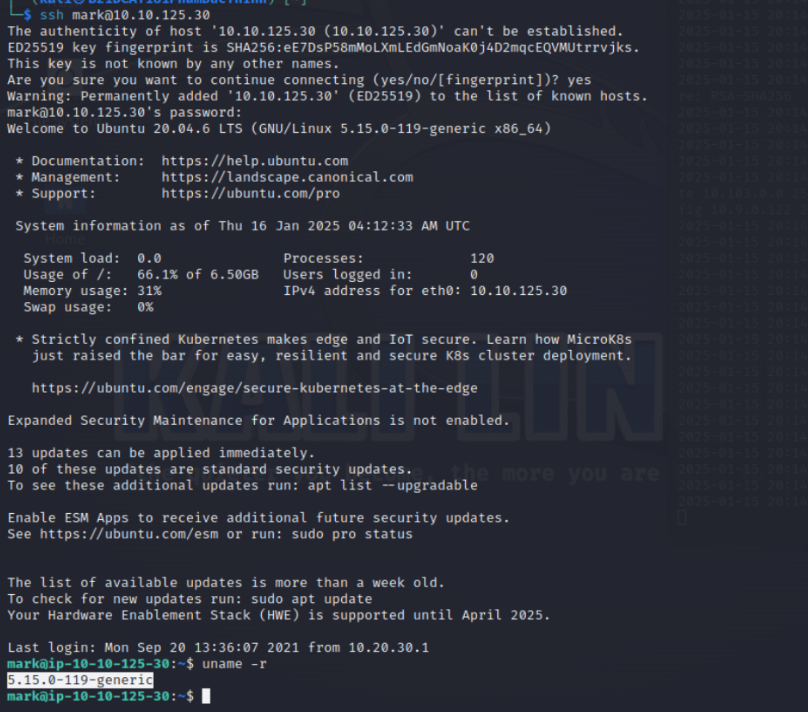 $ ssh mark@10.10.125.30
The authenticity of host '10.10.125.30 (10.10.125.30)' can't be established.
ED25519 key fingerprint is SHA256:eE7DsP58mMoLXmLEdGmNoaK0j4D2mqcEQVMUtrrvjks.
This key is not known by any other names.
Are you sure you want to continue connecting (yes/no/[fingerprint])? yes
Warning: Permanently added '10.10.125.30' (ED25519) to the list of known hosts.
mark@10.10.125.30's password:
Welcome to Ubuntu 20.04.6 LTS (GNU/Linux 5.15.0-119-generic x86_64)
* Documentation: https://help.ubuntu.com
* Management: https://landscape.canonical.com
* Support: https://ubuntu.com/pro
System information as of Thu 16 Jan 2025 04:12:33 AM UTC
System load: 0.0 Processes: 120
Usage of /: 66.1% of 6.50GB Users logged in: 0
Memory usage: 31% IPv4 address for eth0: 10.10.125.30
Swap usage: 0%
* Strictly confined Kubernetes makes edge and IoT secure. Learn how MicroK8s
just raised the bar for easy, resilient and secure K8s cluster deployment.
https://ubuntu.com/engage/secure-kubernetes-at-the-edge
Expanded Security Maintenance for Applications is not enabled.
13 updates can be applied immediately.
10 of these updates are standard security updates.
To see these additional updates run: apt list --upgradable
Enable ESM Apps to receive additional future security updates.
See https://ubuntu.com/esm or run: sudo pro status
The list of available updates is more than a week old.
To check for new updates run: sudo apt update
Your Hardware Enablement Stack (HWE) is supported until April 2025.
Last login: Mon Sep 20 13:36:07 2021 from 10.20.30.1
mark@ip-10-10-125-30:~$ uname -r
5.15.0-119-generic
mark@ip-10-10-125-30:~$
KALI LIN
the more you are
Home